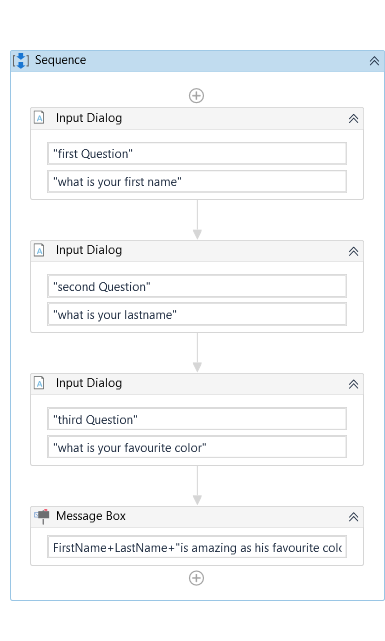 Sequence
Input Dialog
"first Question"
"what is your first name"
Input Dialog
"second Question"
"what is your lastname"
Input Dialog
"third Question"
"what is your favourite color"
Message Box
FirstName+LastName+"is amazing as his favourite